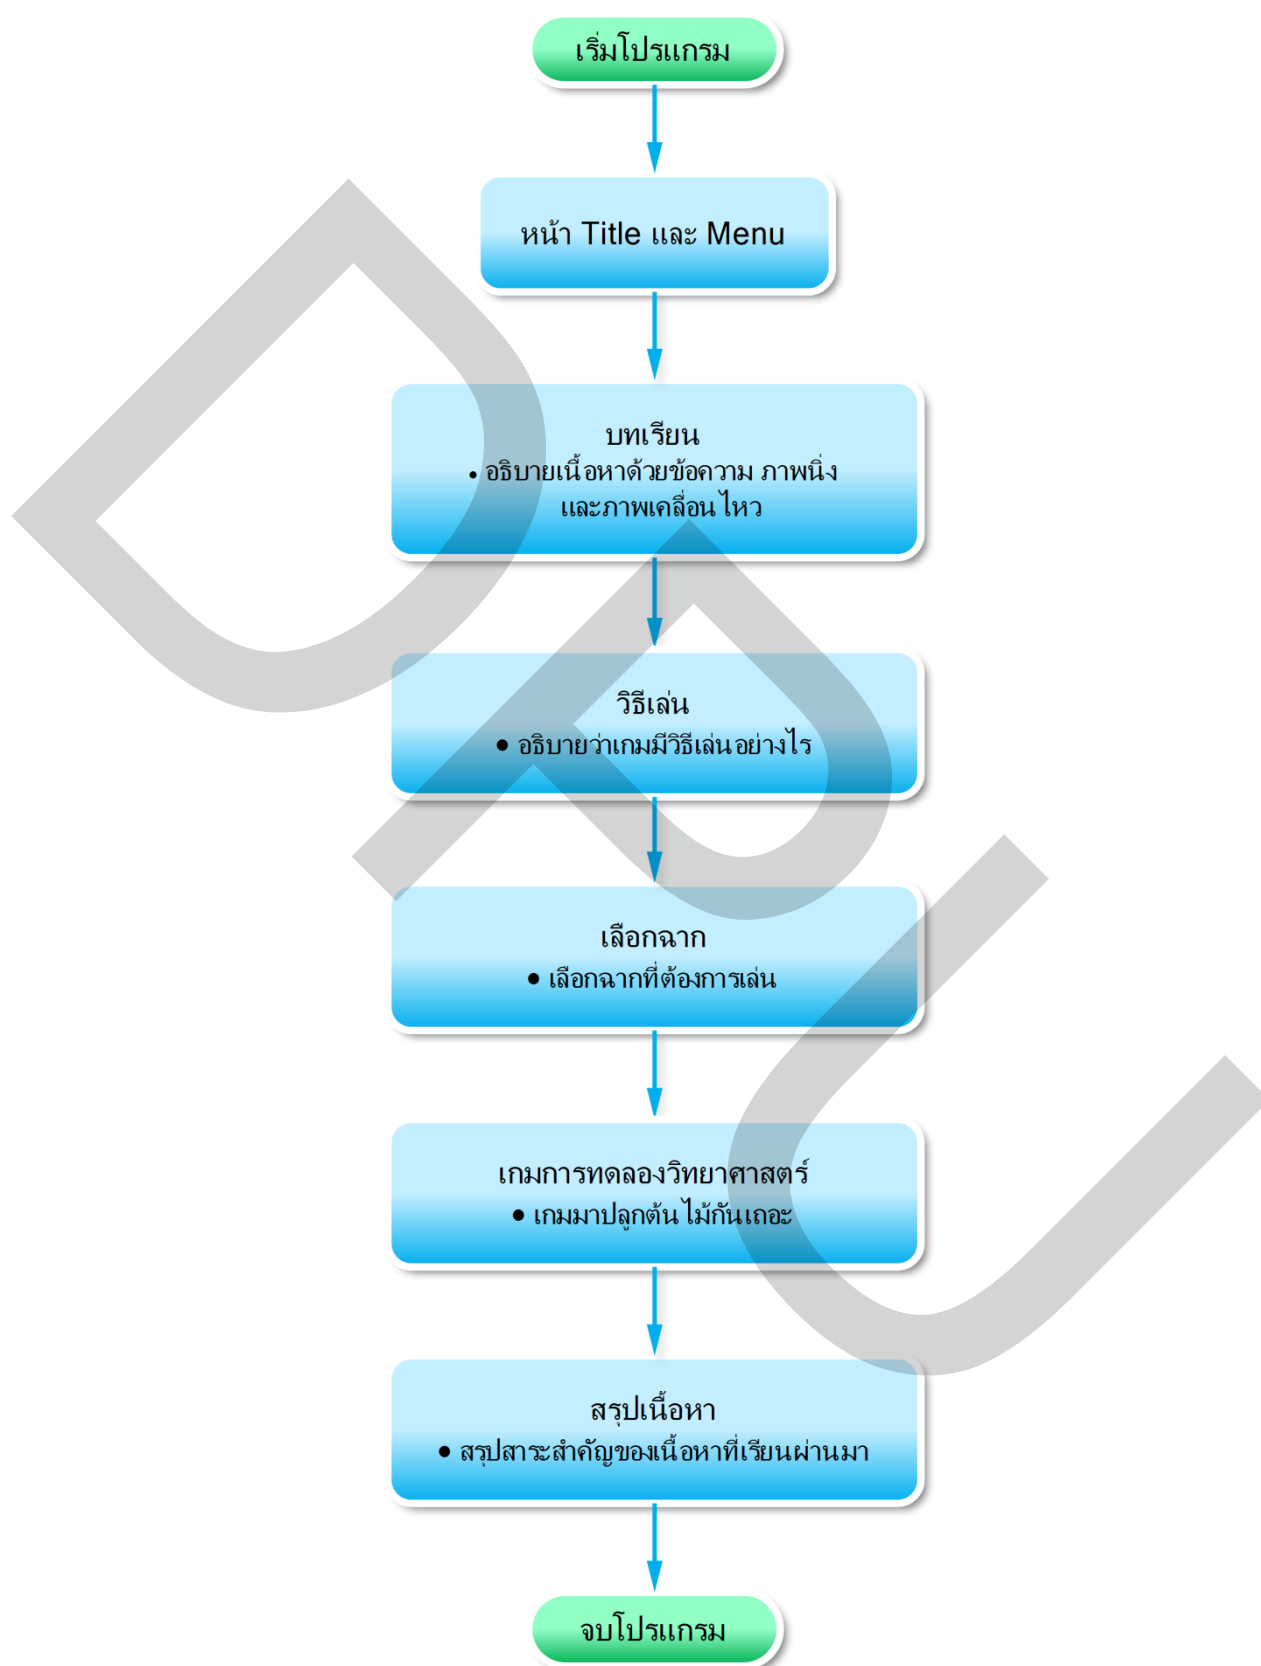 เริ่มโปรแกรม
หน้า Title และ Menu
บทเรียน
• อธิบายเนื้อหาด้วยข้อความ ภาพนิ่ง
และภาพเคลื่อนไหว
วิธีเล่น
• อธิบายว่าเกมมีวิธีเล่นอย่างไร
เลือกฉาก
• เลือกฉากที่ต้องการเล่น
เกมการทดลองวิทยาศาสตร์
• เกมมาปลูกต้นไม้กันเถอะ
สรุปเนื้อหา
• สรุปสาระสำคัญของเนื้อหาที่เรียนผ่านมา
จบโปรแกรม
DPU